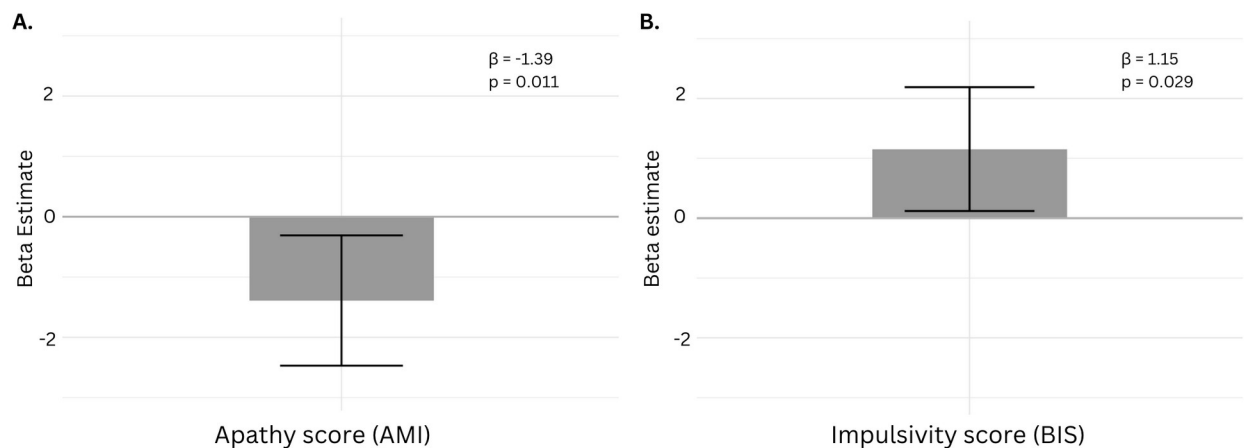 A.
β = -1.39
p = 0.011
2
0
-2
Beta Estimate
Apathy score (AMI)
B.
β = 1.15
p = 0.029
2
0
-2
Beta estimate
Impulsivity score (BIS)